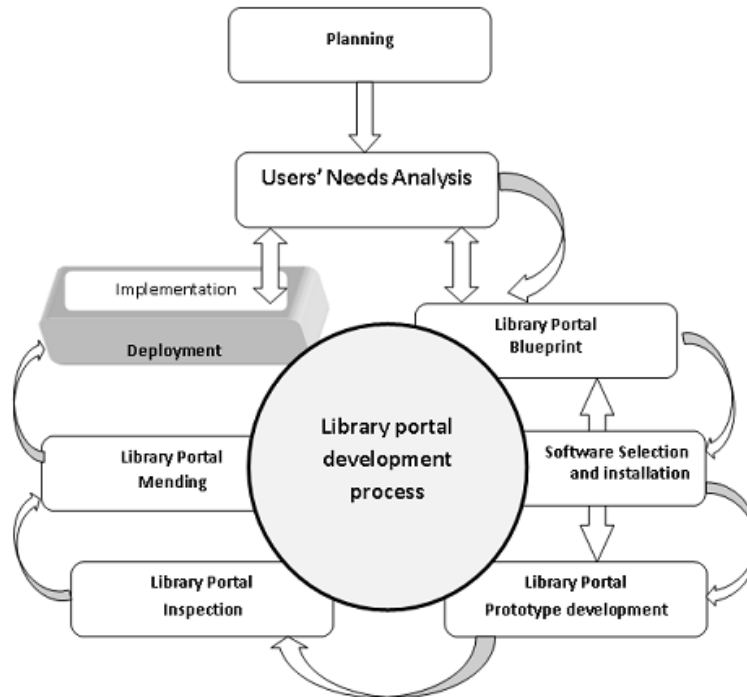 Planning
Users' Needs Analysis
Implementation
Deployment
Library Portal
Blueprint
Library portal
development
process
Library Portal
Mending
Software Selection
and installation
Library Portal
Inspection
Library Portal
Prototype development